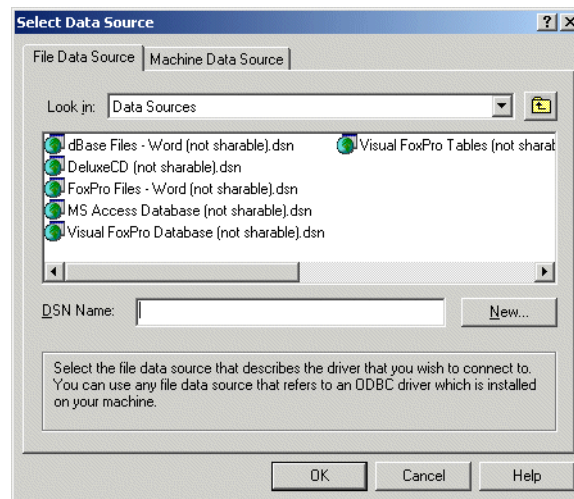 Select Data Source
File Data Source
Machine Data Source
Look in: Data Sources
dBase Files - Word (not sharable).dsn
DeluxeCD (not sharable).dsn
FoxPro Files - Word (not sharable).dsn
MS Access Database (not sharable).dsn
Visual FoxPro Database (not sharable).dsn
Visual FoxPro Tables (not sharab
DSN Name:
New...
Select the file data source that describes the driver that you wish to connect to.
You can use any file data source that refers to an ODBC driver which is installed
on your machine.
OK
Cancel
Help